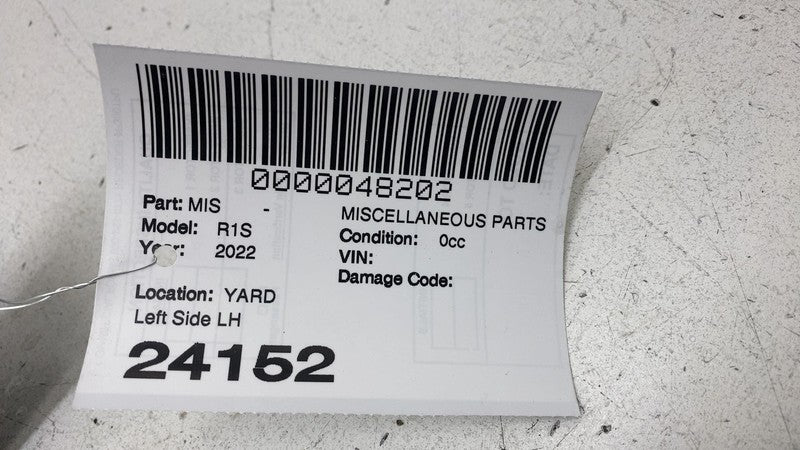 0000048202
Part: MIS - MISCELLANEOUS PARTS
Model: R1S Condition: 0cc
Year: 2022 VIN:
Damage Code:
Location: YARD
Left Side LH
24152